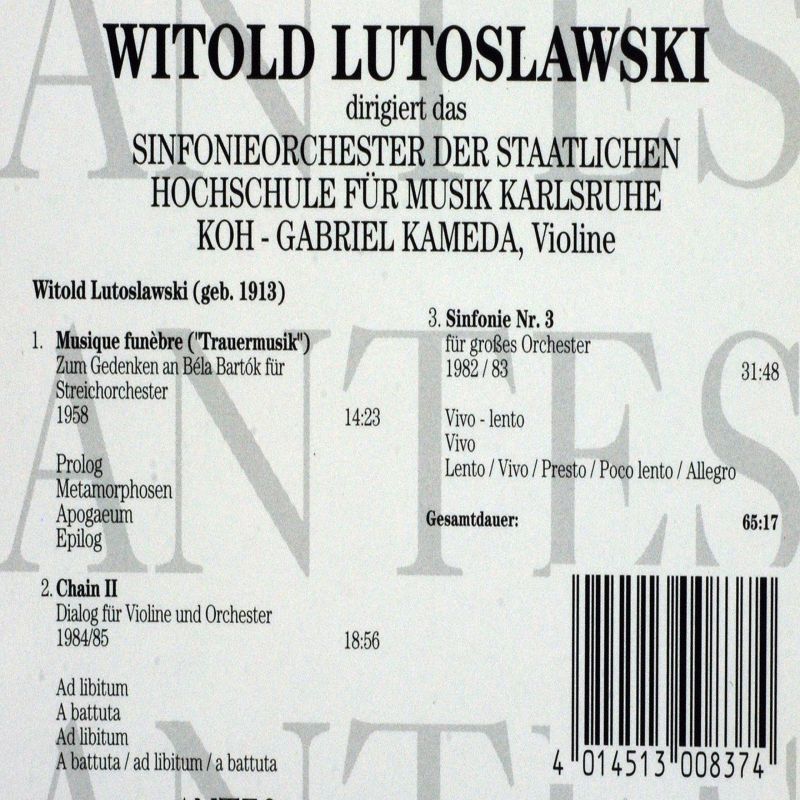 WITOLD LUTOSLAWSKI
dirigiert das
SINFONIEORCHESTER DER STAATLICHEN
HOCHSCHULE FÜR MUSIK KARLSRUHE
KOH - GABRIEL KAMEDA, Violine
Witold Lutoslawski (geb. 1913)
1. Musique funèbre ("Trauermusik")
Zum Gedenken an Béla Bartók für
Streichorchester
1958 14:23
Prolog
Metamorphosen
Apogaeum
Epilog
2. Chain II
Dialog für Violine und Orchester
1984/85 18:56
Ad libitum
A battuta
Ad libitum
A battuta / ad libitum / a battuta
3. Sinfonie Nr. 3
für großes Orchester
1982 / 83 31:48
Vivo - lento
Vivo
Lento / Vivo / Presto / Poco lento / Allegro
Gesamtdauer: 65:17
4 014513 008374
ANTES
ANTES
ANTES